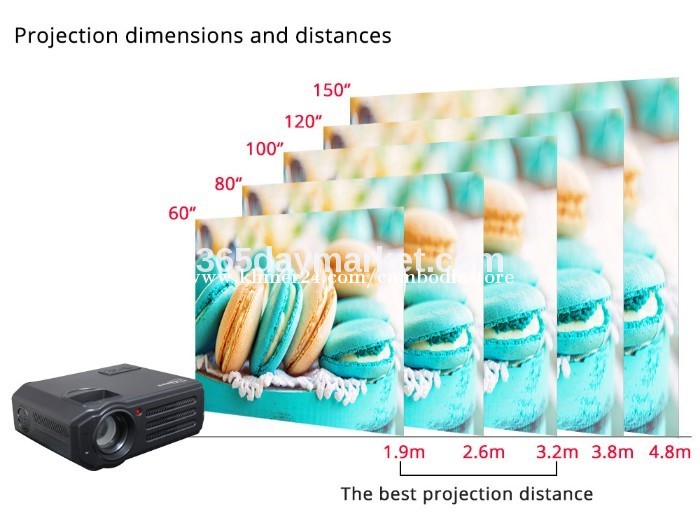 Projection dimensions and distances
150“
120“
100“
80“
60“
365daymarket.com
www.khmer24.com/cambodiastore
1.9m 2.6m 3.2m 3.8m 4.8m
The best projection distance